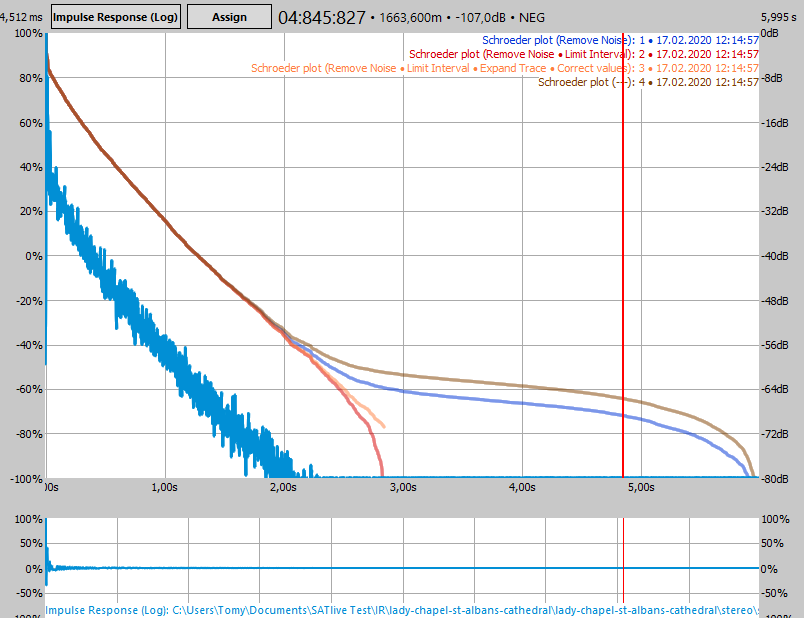 4,512 ms Impulse Response (Log) Assign 04:845:827 • 1663,600m • -107,0dB • NEG 5,995 s
100% 0dB
Schroeder plot (Remove Noise): 1 • 17.02.2020 12:14:57
Schroeder plot (Remove Noise • Limit Interval): 2 • 17.02.2020 12:14:57
Schroeder plot (Remove Noise • Limit Interval • Expand Trace • Correct values): 3 • 17.02.2020 12:14:57
80% -8dB
Schroeder plot (---): 4 • 17.02.2020 12:14:57
60% -16dB
40% -24dB
20% -32dB
0% -40dB
-20% -48dB
-40% -56dB
-60% -64dB
-80% -72dB
-100% -80dB
00s 1,00s 2,00s 3,00s 4,00s 5,00s
100% 100%
50% 50%
0% 0%
-50% -50%
Impulse Response (Log): C:\Users\Tomy\Documents\SATlive Test\IR\lady-chapel-st-albans-cathedral\lady-chapel-st-albans-cathedral\stereo\